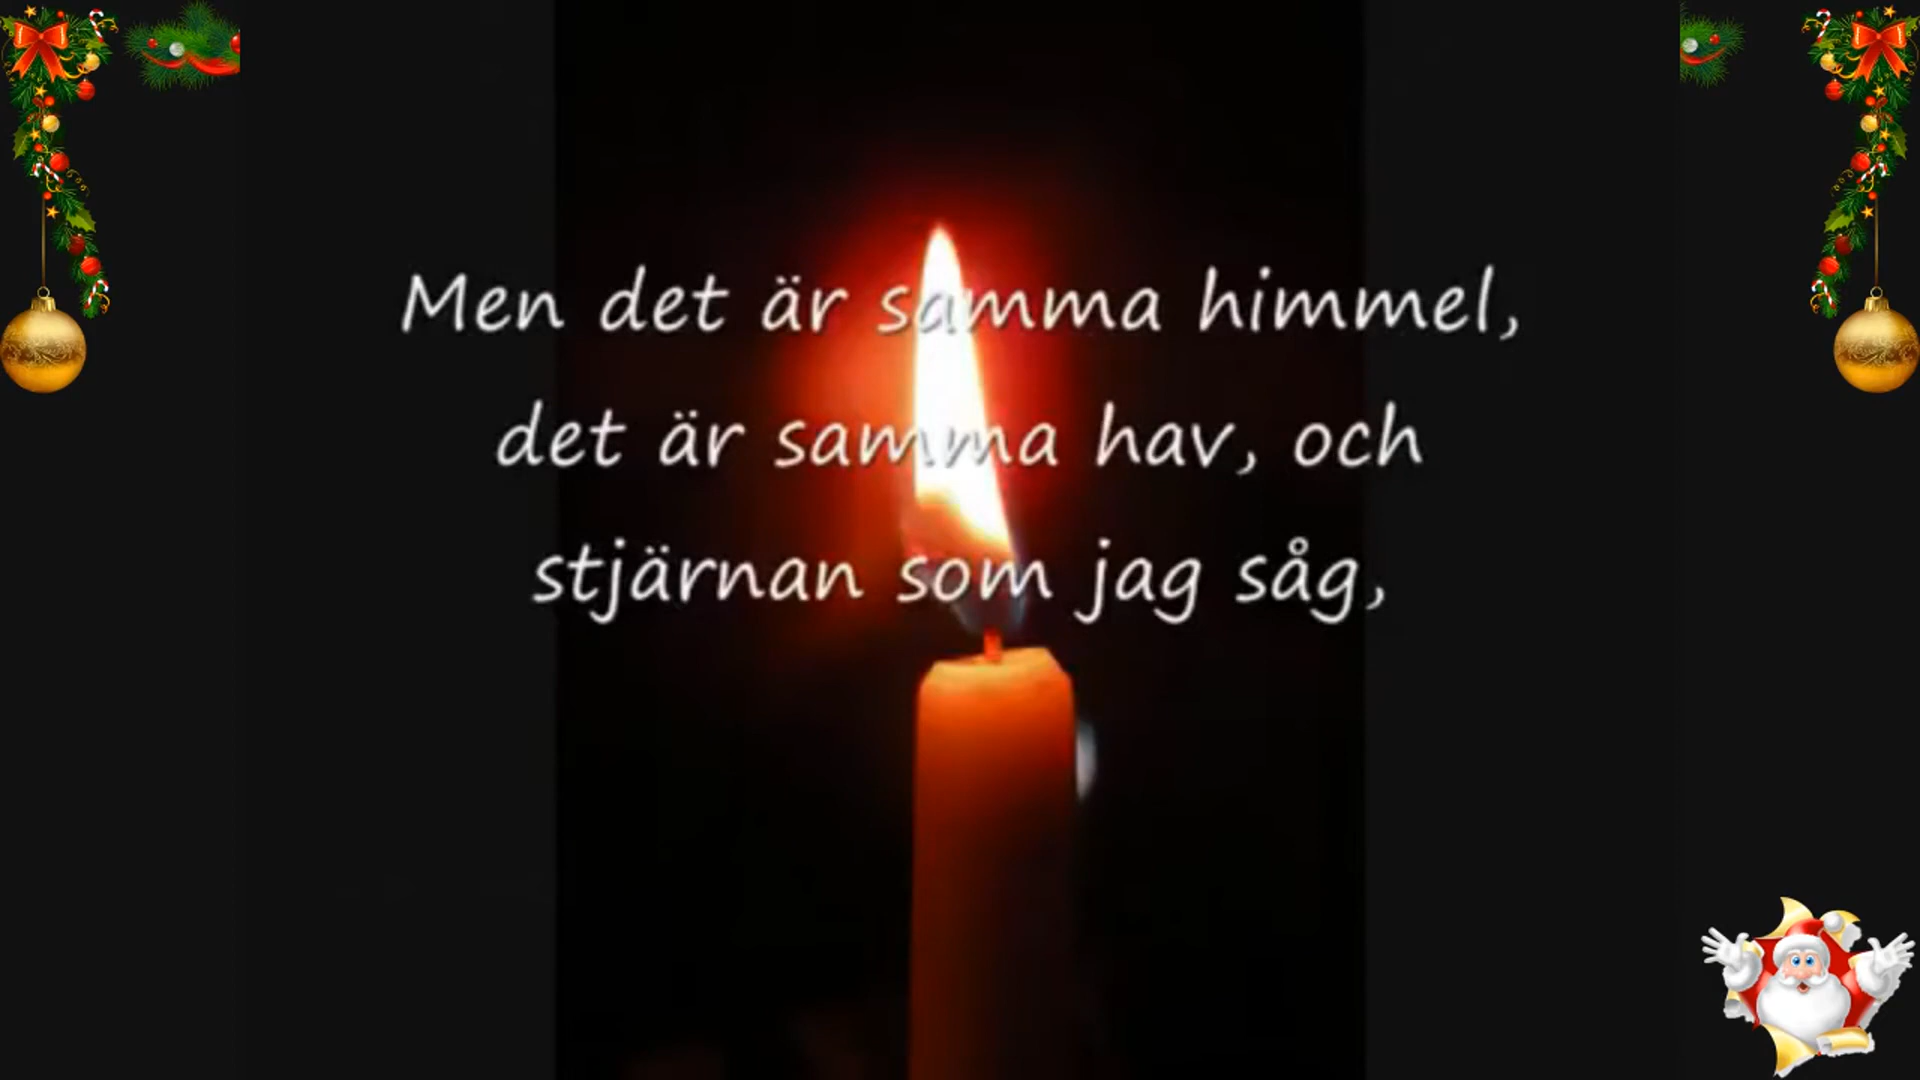 Men det är samma himmel,
det är samma hav, och
stjärnan som jag såg,